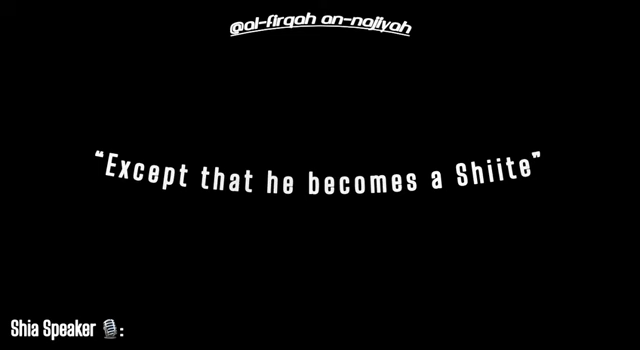 @al-firqah an-najiyah
“Except that he becomes a Shiite”
Shia Speaker 🎙️: